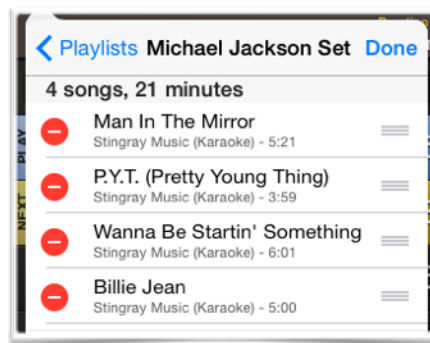 Playlists Michael Jackson Set Done
4 songs, 21 minutes
Man In The Mirror
Stingray Music (Karaoke) - 5:21
P.Y.T. (Pretty Young Thing)
Stingray Music (Karaoke) - 3:59
Wanna Be Startin' Something
Stingray Music (Karaoke) - 6:01
Billie Jean
Stingray Music (Karaoke) - 5:00
PLAY
NEXT